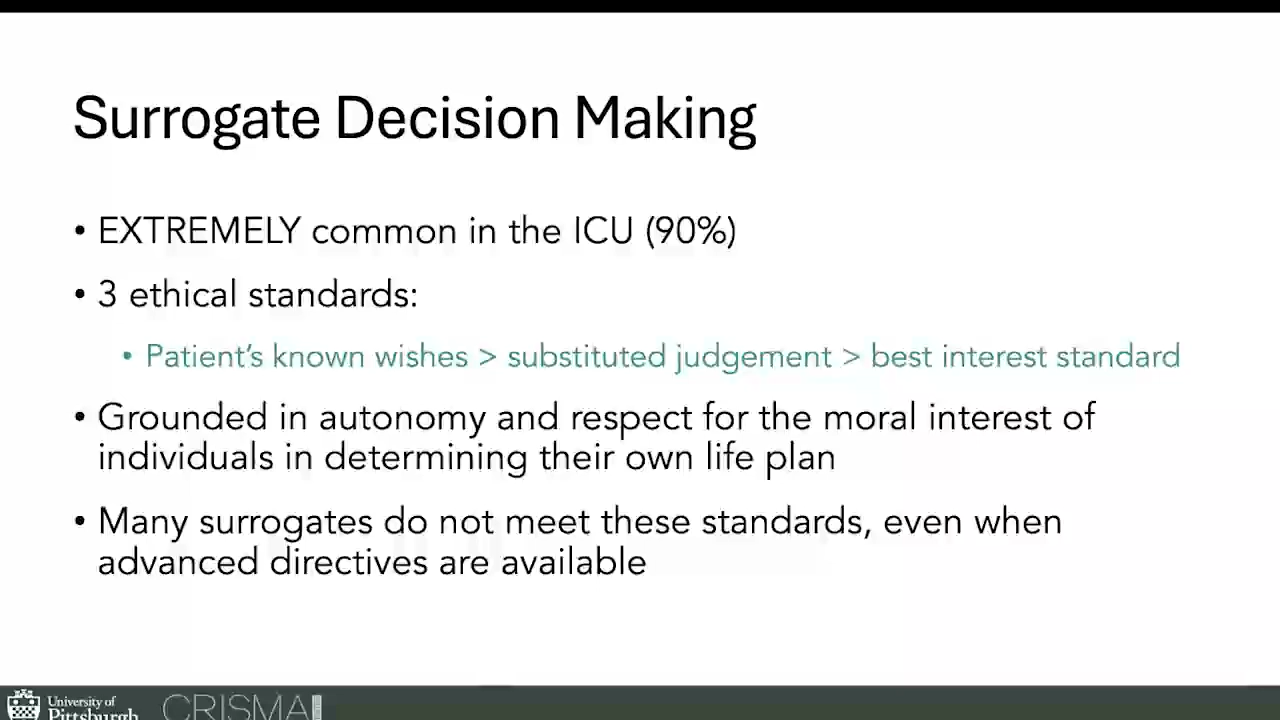 Surrogate Decision Making
• EXTREMELY common in the ICU (90%)
• 3 ethical standards:
• Patient's known wishes > substituted judgement > best interest standard
• Grounded in autonomy and respect for the moral interest of
individuals in determining their own life plan
• Many surrogates do not meet these standards, even when
advanced directives are available
University of
Pittsburgh
CRISMA